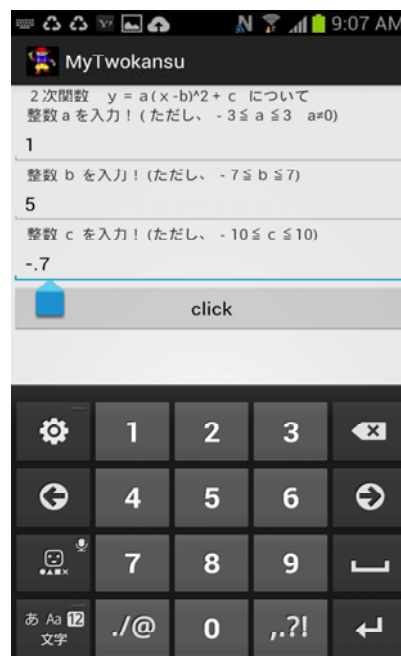 9:07 AM
MyTwokansu
2次関数 y = a(x-b)^2+ c について
整数 a を入力！( ただし、 - 3≦ a ≦3 a≠0)
1
整数 b を入力！(ただし、 - 7≦ b ≦7)
5
整数 c を入力！(ただし、 - 10≦ c ≦10)
-.7
click
1 2 3
4 5 6
7 8 9
あ Aa 12
文字
./@ 0 ,.?!